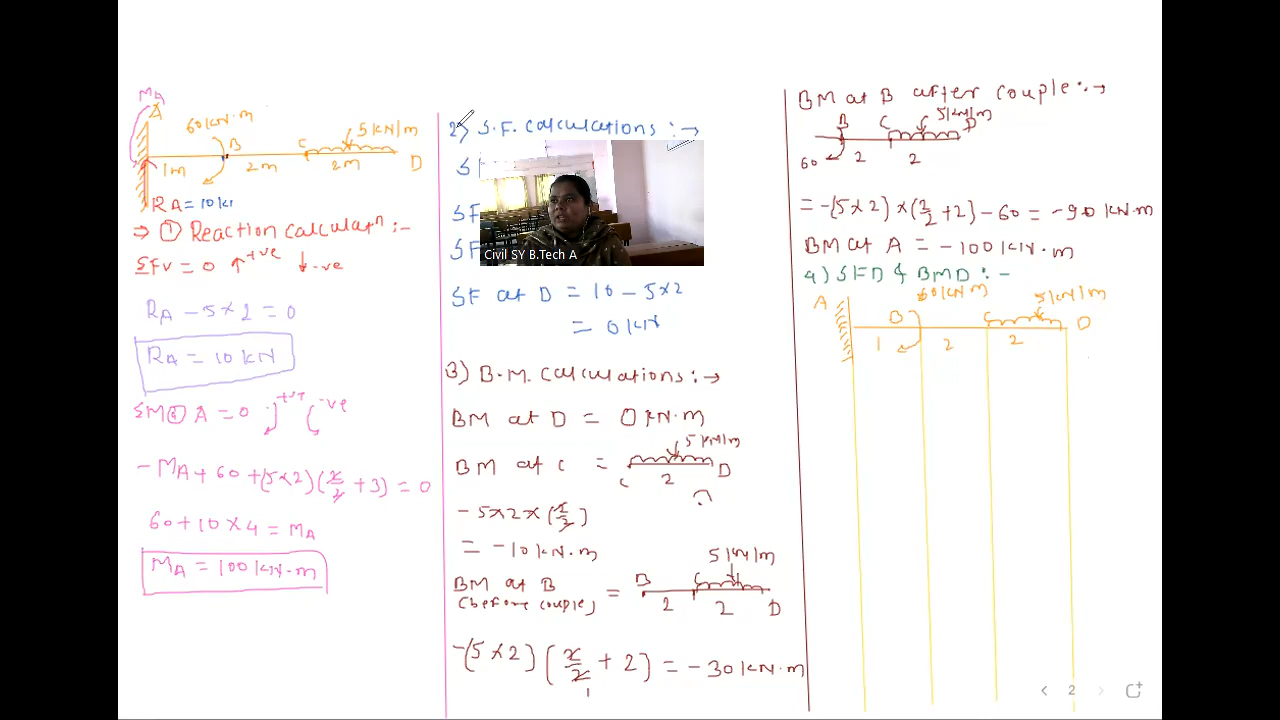 MA
A
60 kN·m
B
C
5 kN/m
D
1m
2m
2m
RA = 10 kN
⇒ ① Reaction calculatn :-
ΣFV = 0 ↑+ve ↓-ve
RA - 5×2 = 0
RA = 10 kN
ΣM@ A = 0 +ve -ve
-MA + 60 + (5×2)(2/2 + 3) = 0
60 + 10 × 4 = MA
MA = 100 kN·m
2) S.F. calculations :→
SF
SF
Civil SY B.Tech A
SF at D = 10 - 5×2
= 0 kN
3) B.M. calculations :→
BM at D = 0 kN·m
BM at C =
5 kN/m
C
2
D
-5×2×(2/2)
= -10 kN·m
BM at B
(before couple)
=
B
C
5 kN/m
2
2
D
-(5×2)(2/2 + 2) = -30 kN·m
1
BM at B after couple :→
B
C
5 kN/m
D
60
2
2
= -(5×2)×(2/2+2) - 60 = -90 kN·m
BM at A = -100 kN·m
4) SFD & BMD :-
A
B
60 kN·m
C
5 kN/m
D
1
2
2
2